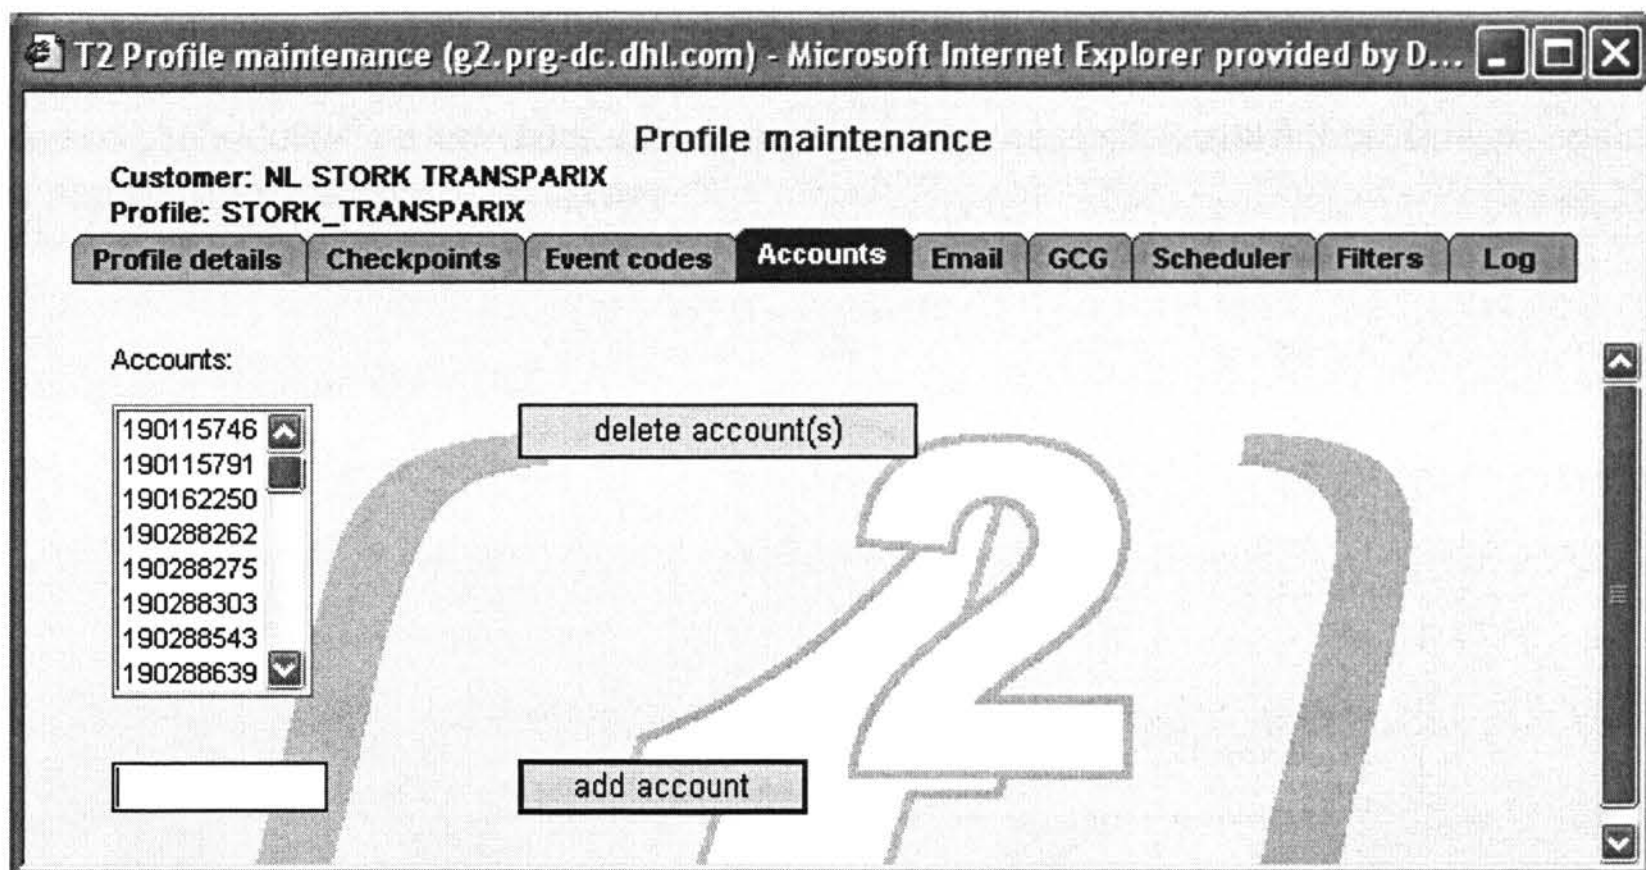 T2 Profile maintenance (g2.prg-dc.dhl.com) - Microsoft Internet Explorer provided by D...
Profile maintenance
Customer: NL STORK TRANSPARIX
Profile: STORK_TRANSPARIX
Profile details Checkpoints Event codes Accounts Email GCG Scheduler Filters Log
Accounts:
190115746
190115791
190162250
190288262
190288275
190288303
190288543
190288639
delete account(s)
add account
2